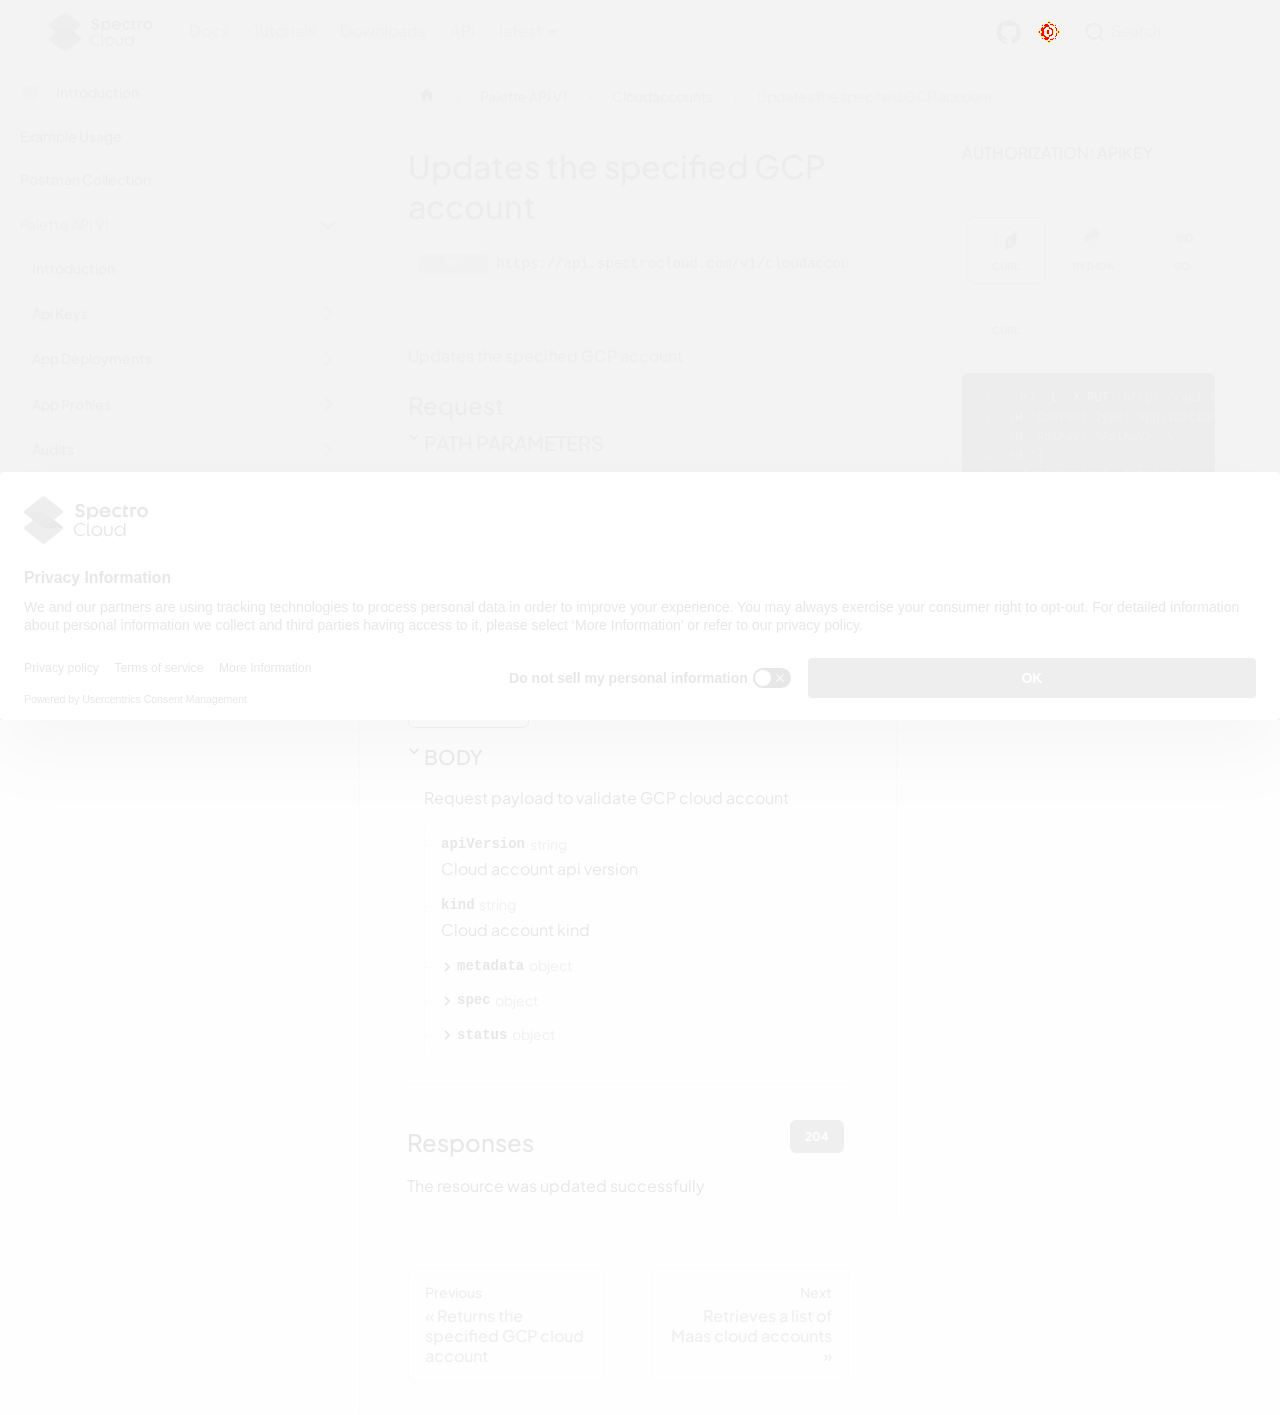 Spectro
Cloud
Docs Tutorials Downloads API latest
Search
Introduction
Example Usage
Postman Collection
Palette API V1
Introduction
Api Keys
App Deployments
App Profiles
Audits
Palette API V1
Cloudaccounts
Updates the specified GCP account
Updates the specified GCP
account
https://api.spectrocloud.com/v1/cloudaccou
Updates the specified GCP account
Request
PATH PARAMETERS
AUTHORIZATION: APIKEY
CURL PYTHON GO
CURL
PUT
Spectro
Cloud
Privacy Information
We and our partners are using tracking technologies to process personal data in order to improve your experience. You may always exercise your consumer right to opt-out. For detailed information
about personal information we collect and third parties having access to it, please select ‘More Information’ or refer to our privacy policy.
Privacy policy Terms of service More Information
Powered by Usercentrics Consent Management
Do not sell my personal information
OK
BODY
Request payload to validate GCP cloud account
apiVersion string
Cloud account api version
kind string
Cloud account kind
metadata object
spec object
status object
Responses
204
The resource was updated successfully
Previous
« Returns the
specified GCP cloud
account
Next
Retrieves a list of
Maas cloud accounts
»